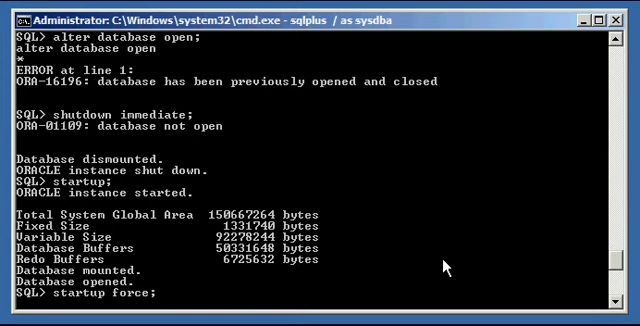 Administrator: C:\Windows\system32\cmd.exe - sqlplus / as sysdba
SQL> alter database open;
alter database open
*
ERROR at line 1:
ORA-16196: database has been previously opened and closed
SQL> shutdown immediate;
ORA-01109: database not open
Database dismounted.
ORACLE instance shut down.
SQL> startup;
ORACLE instance started.
Total System Global Area 150667264 bytes
Fixed Size 1331740 bytes
Variable Size 92278244 bytes
Database Buffers 50331648 bytes
Redo Buffers 6725632 bytes
Database mounted.
Database opened.
SQL> startup force;